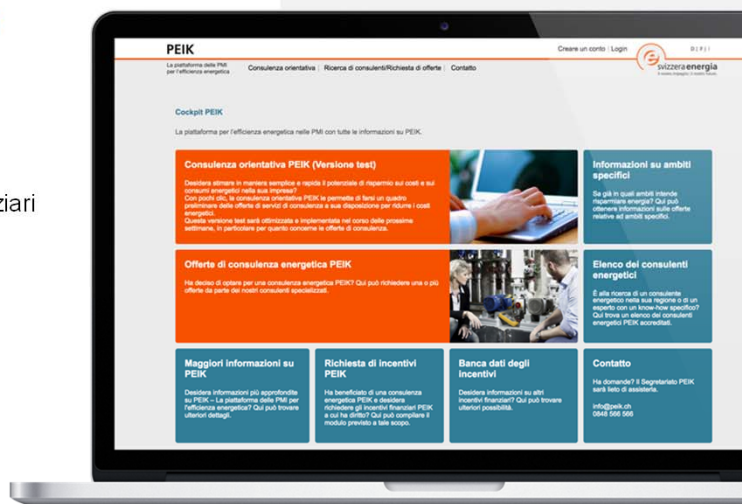 ziari
PEIK
La piattaforma delle PMI
per l'efficienza energetica
Consulenza orientativa | Ricerca di consulenti/Richiesta di offerte | Contatto
Creare un conto | Login
D | F | I
svizzera energia
Cockpit PEIK
La piattaforma per l'efficienza energetica nelle PMI con tutte le informazioni su PEIK.
Consulenza orientativa PEIK (Versione test)
Desidera stimare in maniera semplice e rapida il potenziale di risparmio sui costi e sui
consumi energetici nella sua impresa?
Con pochi clic, la consulenza orientativa PEIK le permette di farsi un quadro
preliminare delle offerte di servizi di consulenza a sua disposizione per ridurre i costi
energetici.
Questa versione test sarà ottimizzata e implementata nel corso delle prossime
settimane, in particolare per quanto concerne le offerte di consulenza.
Informazioni su ambiti
specifici
Sa già in quali ambiti intende
risparmiare energia? Qui può
ottenere informazioni sulle offerte
relative ad ambiti specifici.
Offerte di consulenza energetica PEIK
Ha deciso di optare per una consulenza energetica PEIK? Qui può richiedere una o più
offerte da parte dei nostri consulenti specializzati.
Elenco dei consulenti
energetici
È alla ricerca di un consulente
energetico nella sua regione o di un
esperto con un know-how specifico?
Qui trova un elenco dei consulenti
energetici PEIK accreditati.
Maggiori informazioni su
PEIK
Desidera informazioni più approfondite
su PEIK – La piattaforma delle PMI per
l'efficienza energetica? Qui può trovare
ulteriori dettagli.
Richiesta di incentivi
PEIK
Ha beneficiato di una consulenza
energetica PEIK e desidera
richiedere gli incentivi finanziari PEIK
a cui ha diritto? Qui può compilare il
modulo previsto a tale scopo.
Banca dati degli
incentivi
Desidera informazioni su altri
incentivi finanziari? Qui può trovare
ulteriori possibilità.
Contatto
Ha domande? Il Segretariato PEIK
sarà lieto di assisterla.
info@peik.ch
0848 566 566